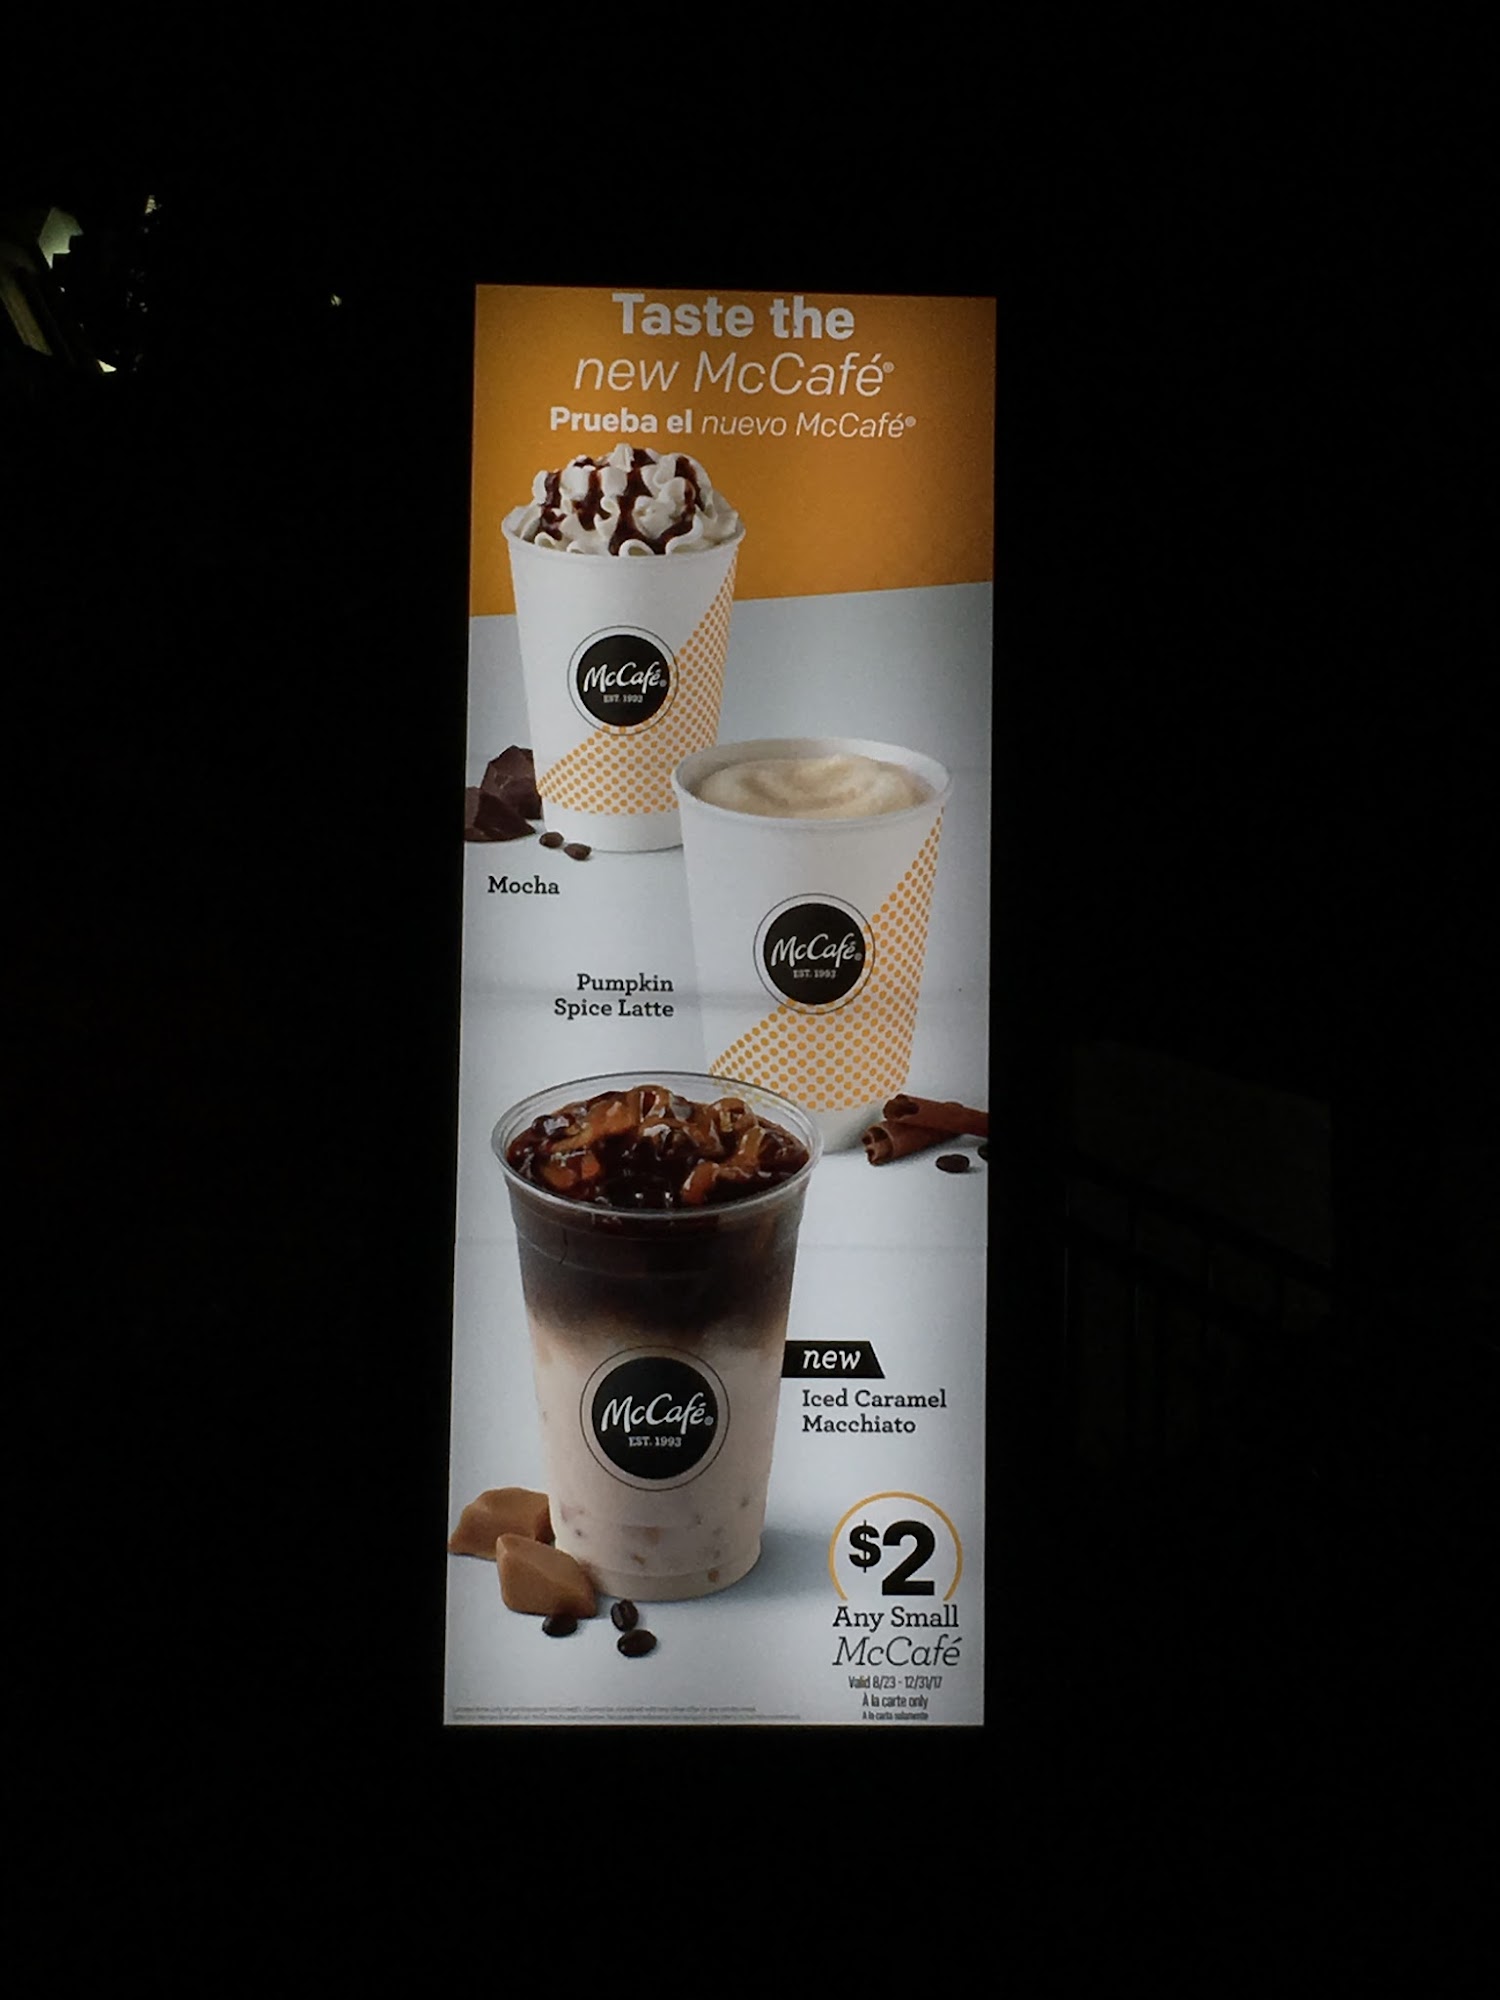 Taste the
new McCafé®
Prueba el nuevo McCafé®
McCafé®
EST. 1993
Mocha
McCafé®
EST. 1993
Pumpkin
Spice Latte
new
Iced Caramel
Macchiato
McCafé®
EST. 1993
$2
Any Small
McCafé
Valid 8/23 - 12/31/17
À la carte only
A la carta solamente